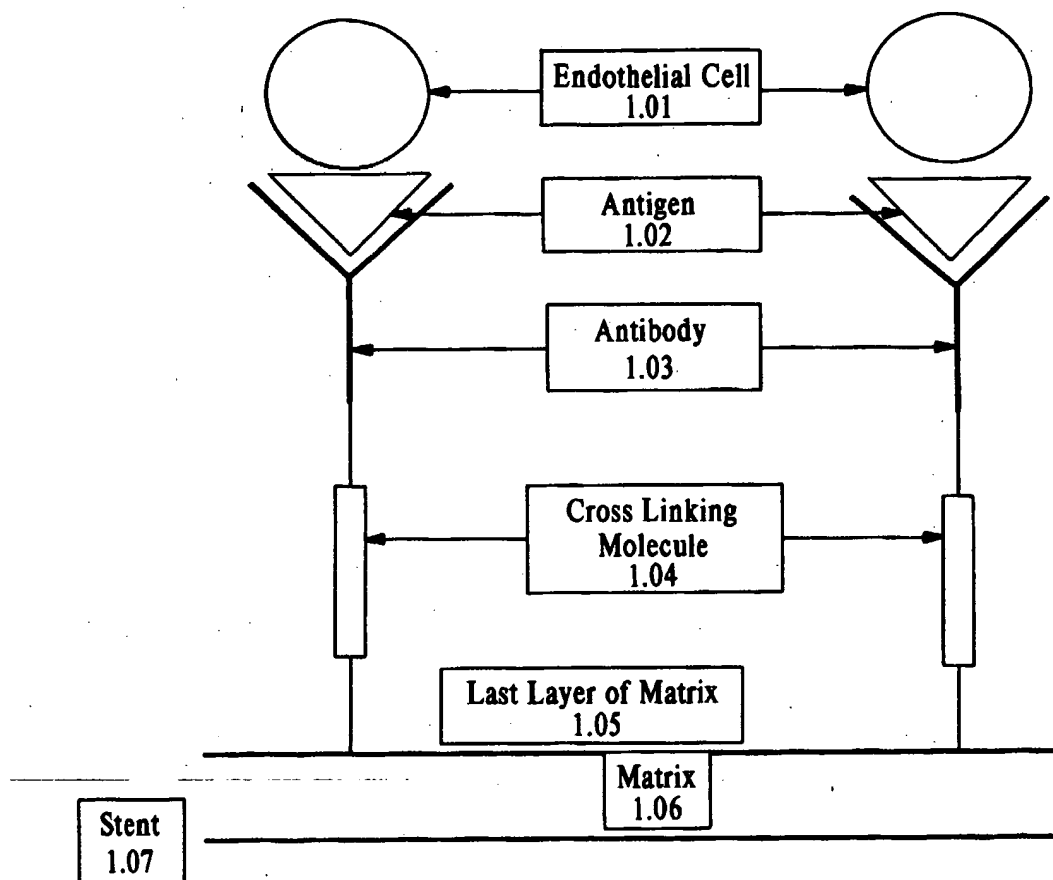 Endothelial Cell
1.01
Antigen
1.02
Antibody
1.03
Cross Linking
Molecule
1.04
Last Layer of Matrix
1.05
Matrix
1.06
Stent
1.07